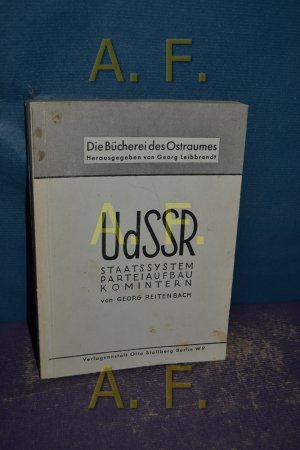 A. F.
Die Bücherei des Ostraumes
Herausgegeben von Georg Leibbrandt
A. F.
UdSSR
A. F.
STAATSSYSTEM
PARTEIAUFBAU
KOMINTERN
von GEORG REITENBACH
Verlagsanstalt Otto Stollberg Berlin W 9
A. F.